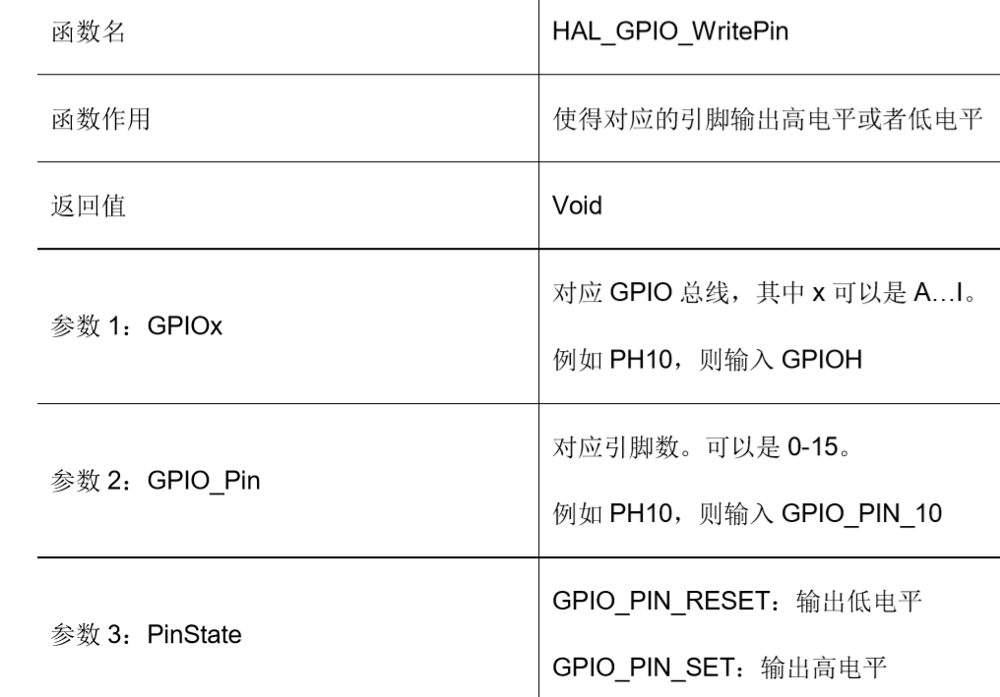 函数名 HAL_GPIO_WritePin
函数作用 使得对应的引脚输出高电平或者低电平
返回值 Void
参数 1：GPIOx
对应 GPIO 总线，其中 x 可以是 A…I。
例如 PH10，则输入 GPIOH
参数 2：GPIO_Pin
对应引脚数。可以是 0-15。
例如 PH10，则输入 GPIO_PIN_10
参数 3：PinState
GPIO_PIN_RESET：输出低电平
GPIO_PIN_SET：输出高电平